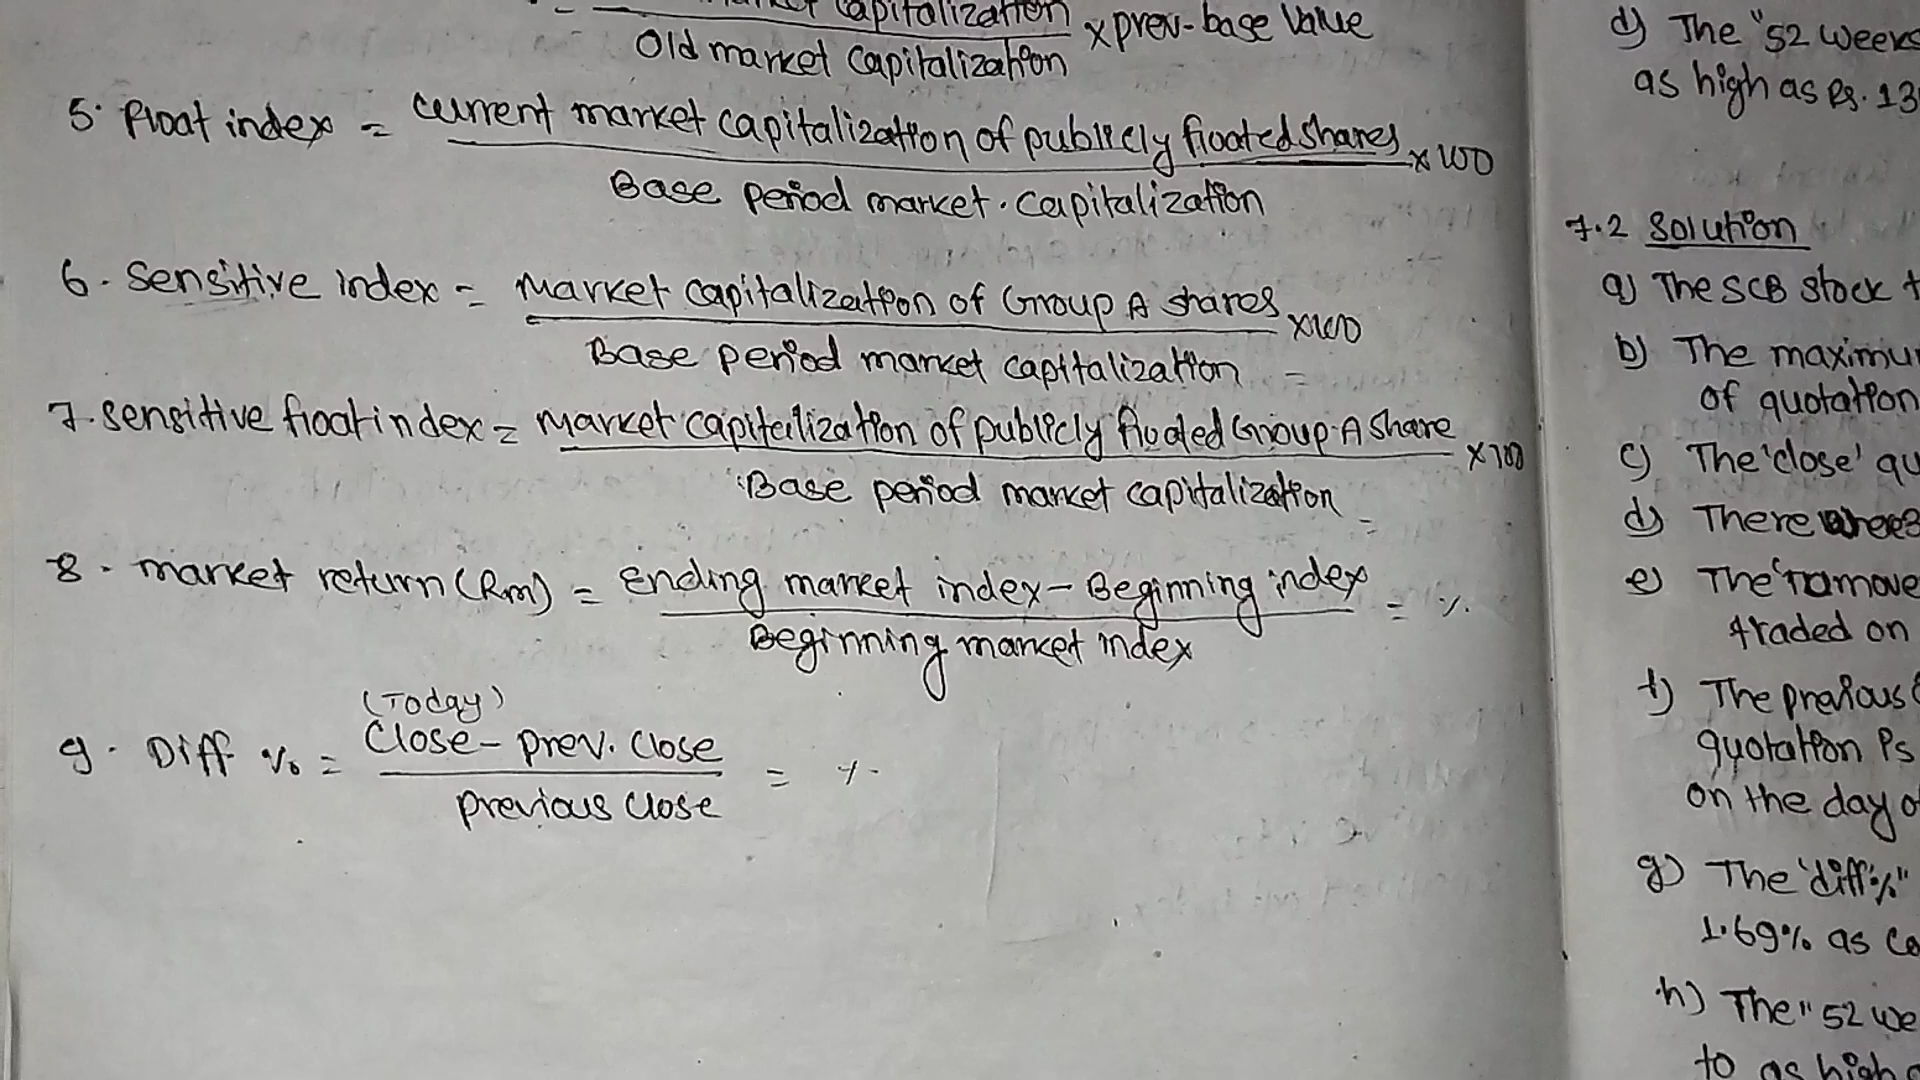 capitalization × prev-base value
Old market capitalization
5. Float index = current market capitalization of publicly floated shares × 100
Base period market capitalization
6. Sensitive index = Market capitalization of Group A shares × 100
Base period market capitalization =
7. Sensitive float index = Market capitalization of publicly floated Group A share × 100
Base period market capitalization =
8. market return (Rm) = Ending market index - Beginning index = %
Beginning market index
(Today)
9. Diff % = Close - prev. close = %
previous close
d) The "52 weeks
as high as Rs. 13
7.2 Solution
a) The SCB stock
b) The maximu
of quotation
c) The 'close' qu
d) There
e) The
traded on
f) The
quotation
on the day
g) The 'diff %"
1.69% as co
h) The "52 we
to as high